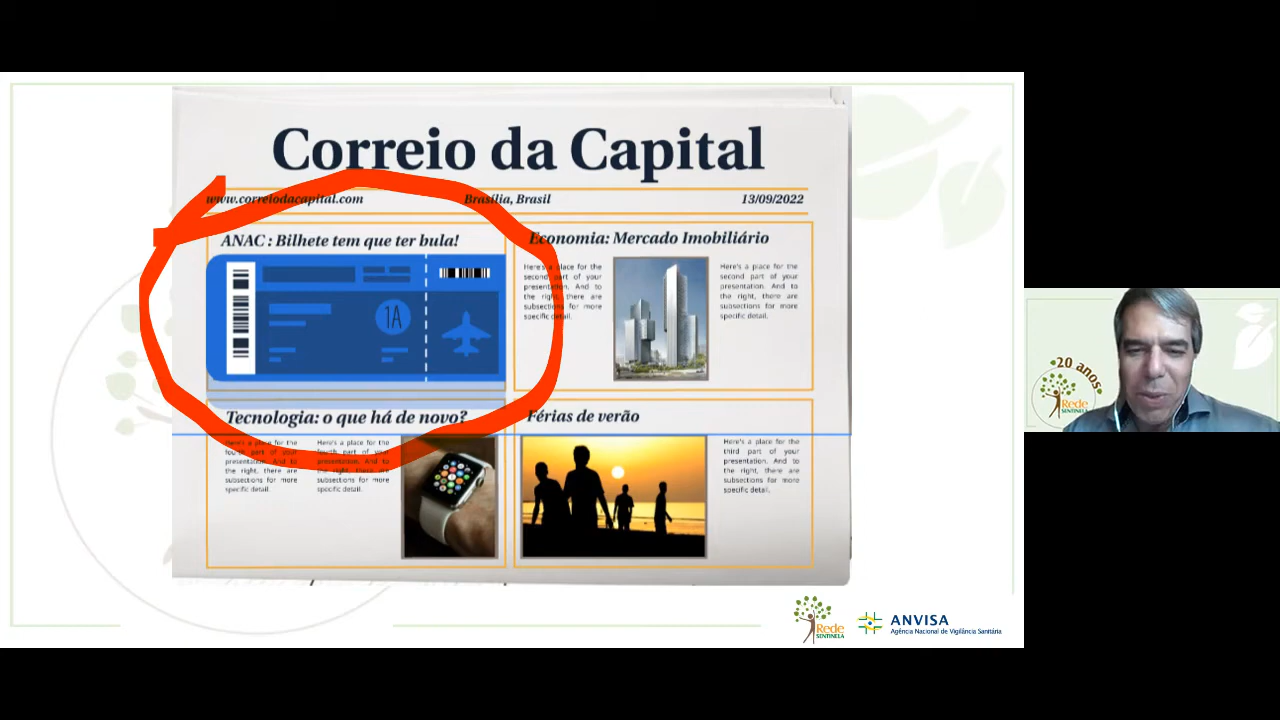 Correio da Capital
www.correiodacapital.com Brasília, Brasil 13/09/2022
ANAC : Bilhete tem que ter bula!
1A
Economia: Mercado Imobiliário
Here's a place for the
second part of your
presentation. And to
the right, there are
subsections for more
specific detail.
Here's a place for the
second part of your
presentation. And to
the right, there are
subsections for more
specific detail.
Tecnologia: o que há de novo?
Here's a place for the
fourth part of your
presentation. And to
the right, there are
subsections for more
specific detail.
Here's a place for the
fourth part of your
presentation. And to
the right, there are
subsections for more
specific detail.
Férias de verão
Here's a place for the
third part of your
presentation. And to
the right, there are
subsections for more
specific detail.
Rede
SENTINELA
ANVISA
Agência Nacional de Vigilância Sanitária
20 anos
Rede
SENTINELA